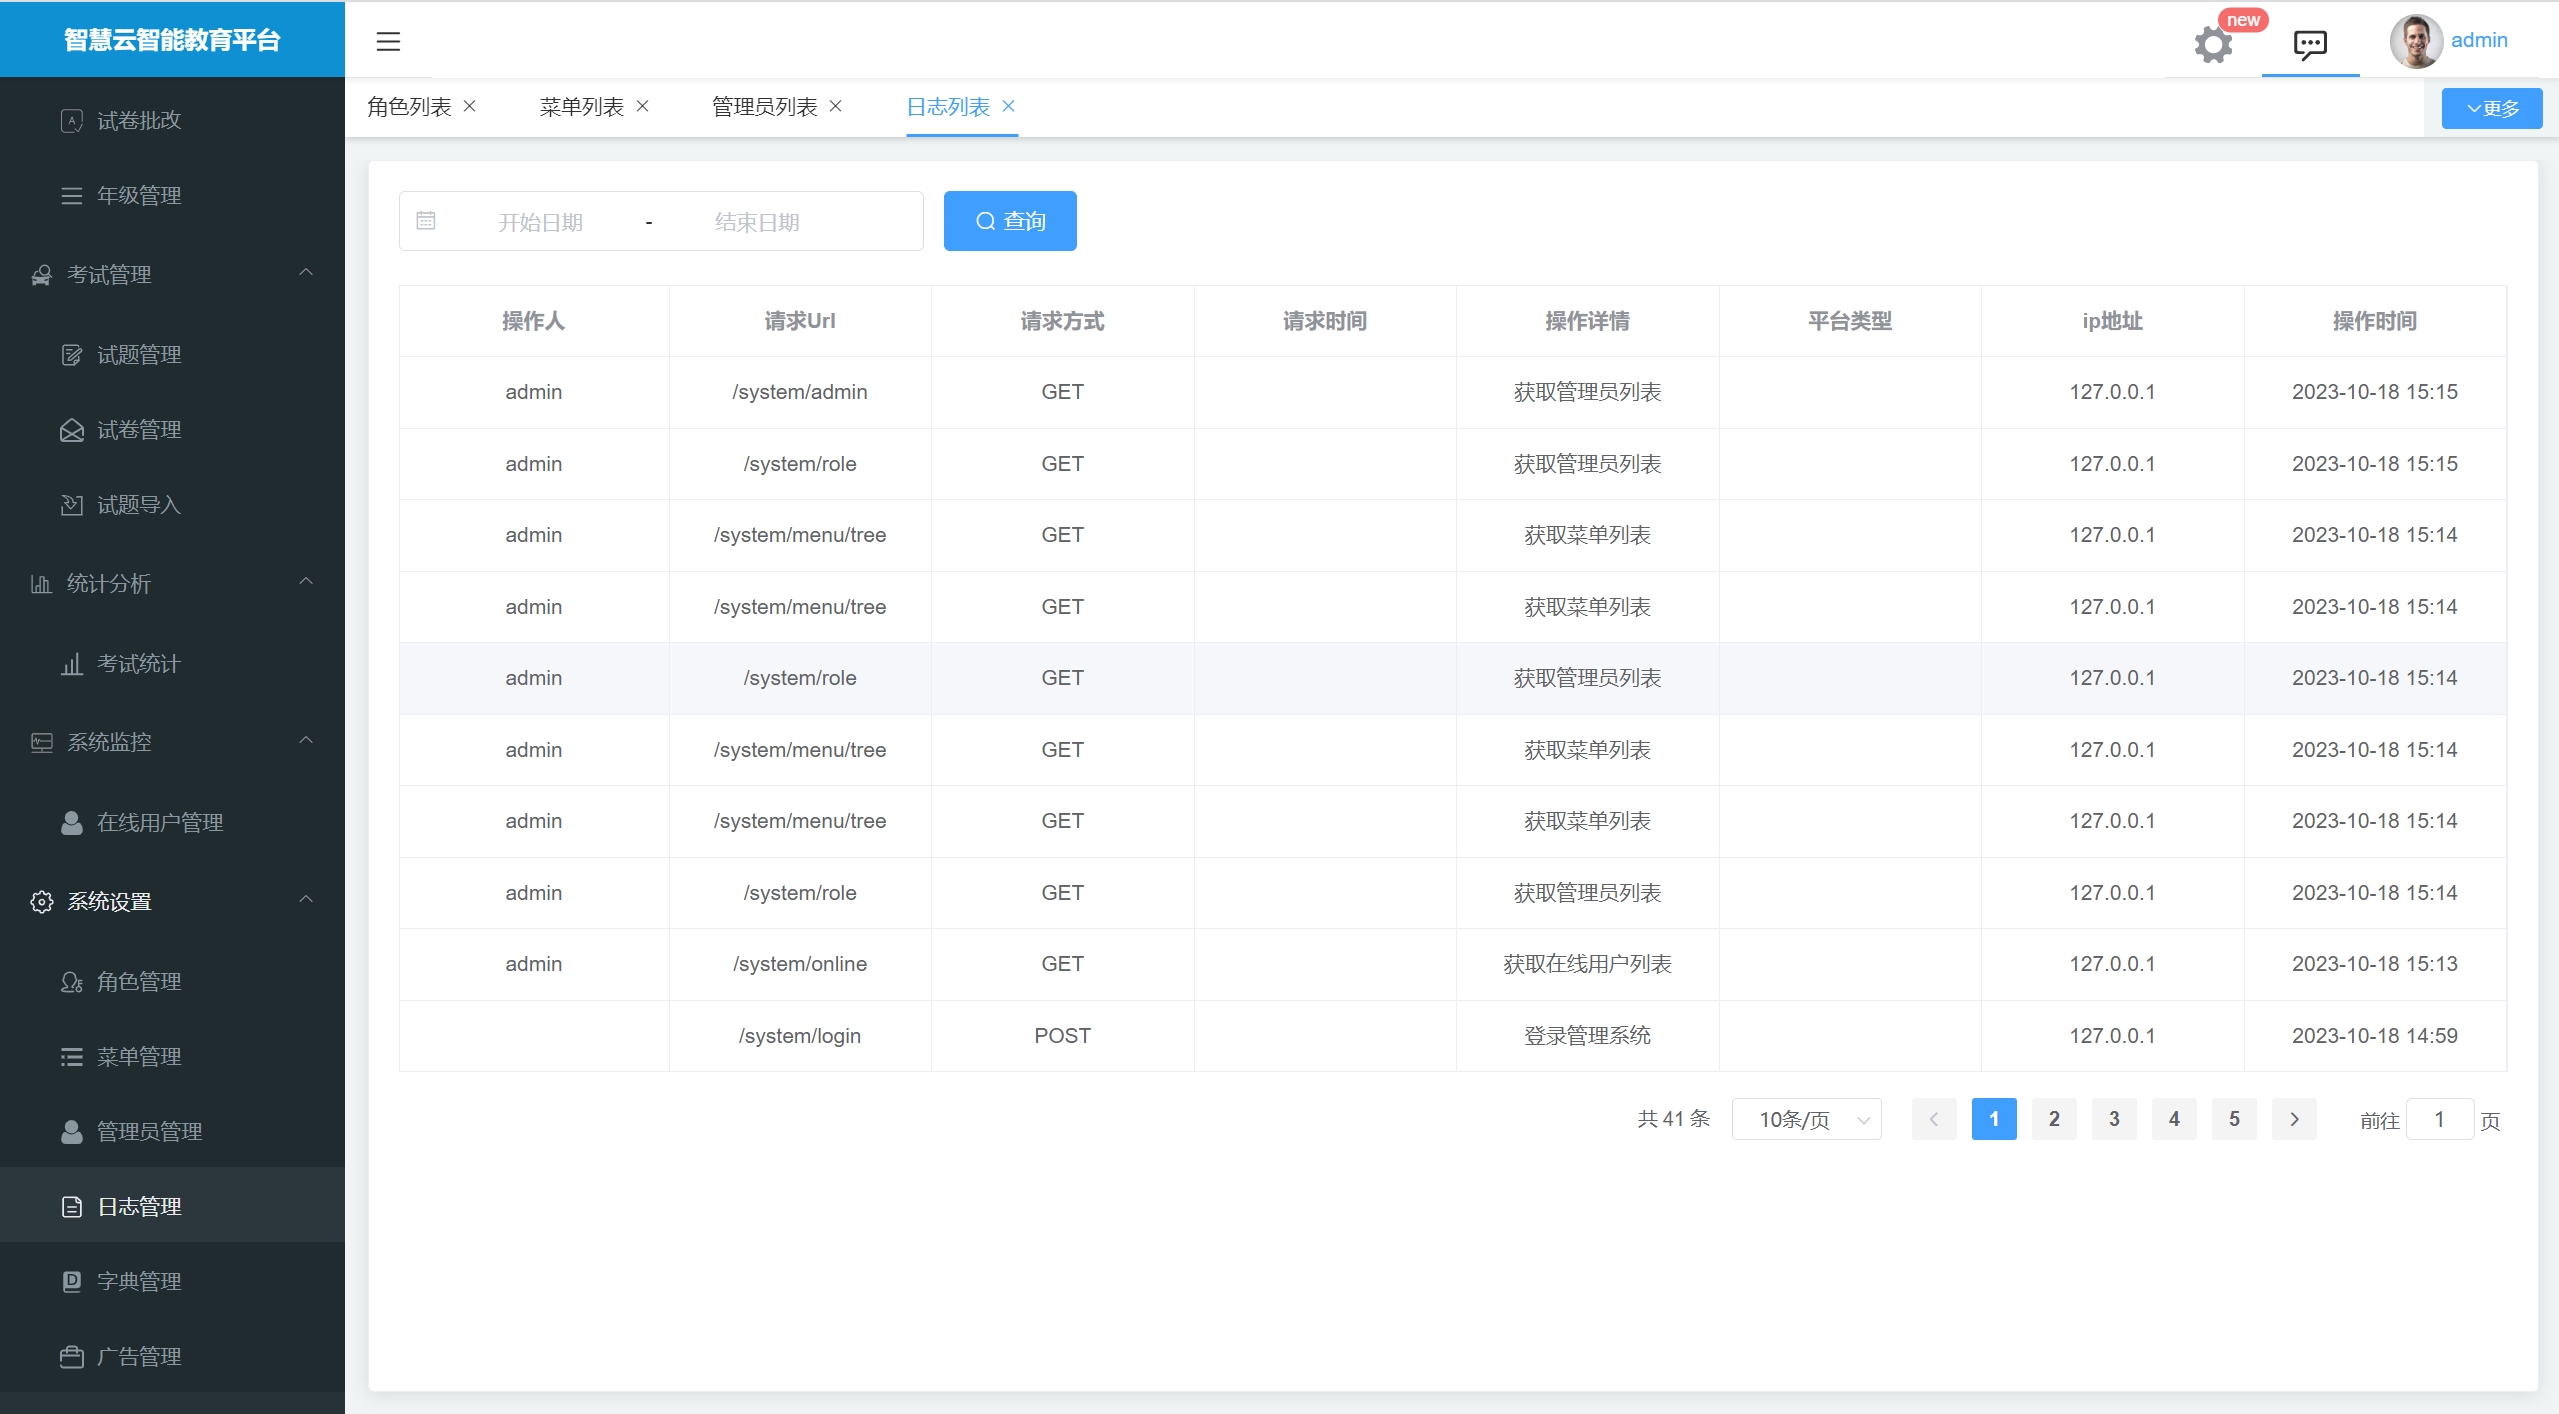 智慧云智能教育平台
new
admin
角色列表 菜单列表 管理员列表 日志列表 更多
试卷批改
年级管理
考试管理
试题管理
试卷管理
试题导入
统计分析
考试统计
系统监控
在线用户管理
系统设置
角色管理
菜单管理
管理员管理
日志管理
字典管理
广告管理
开始日期 - 结束日期 查询
操作人 请求Url 请求方式 请求时间 操作详情 平台类型 ip地址 操作时间
admin /system/admin GET 获取管理员列表 127.0.0.1 2023-10-18 15:15
admin /system/role GET 获取管理员列表 127.0.0.1 2023-10-18 15:15
admin /system/menu/tree GET 获取菜单列表 127.0.0.1 2023-10-18 15:14
admin /system/menu/tree GET 获取菜单列表 127.0.0.1 2023-10-18 15:14
admin /system/role GET 获取管理员列表 127.0.0.1 2023-10-18 15:14
admin /system/menu/tree GET 获取菜单列表 127.0.0.1 2023-10-18 15:14
admin /system/menu/tree GET 获取菜单列表 127.0.0.1 2023-10-18 15:14
admin /system/role GET 获取管理员列表 127.0.0.1 2023-10-18 15:14
admin /system/online GET 获取在线用户列表 127.0.0.1 2023-10-18 15:13
/system/login POST 登录管理系统 127.0.0.1 2023-10-18 14:59
共 41 条 10条/页 1 2 3 4 5 前往 1 页